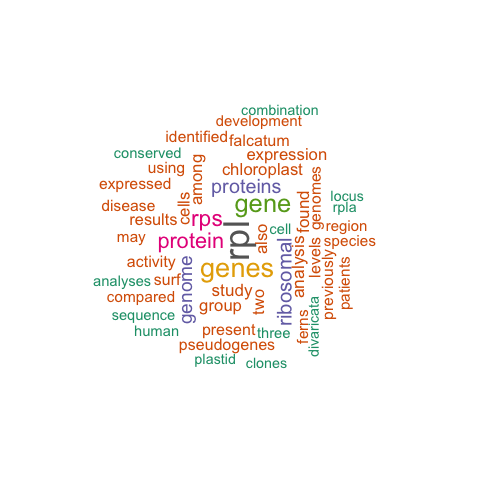 combination
development
identified
falcatum
conserved
expression
using
among
chloroplast
expressed
proteins
genomes
locus
disease
cells
gene
found
rpla
results
rps
rpl
also
cell
region
may
protein
analysis
levels
species
activity
genes
ribosomal
previously
patients
analyses
surf
genome
study
two
compared
group
sequence
human
present
three
ferns
divaricata
pseudogenes
plastid
clones